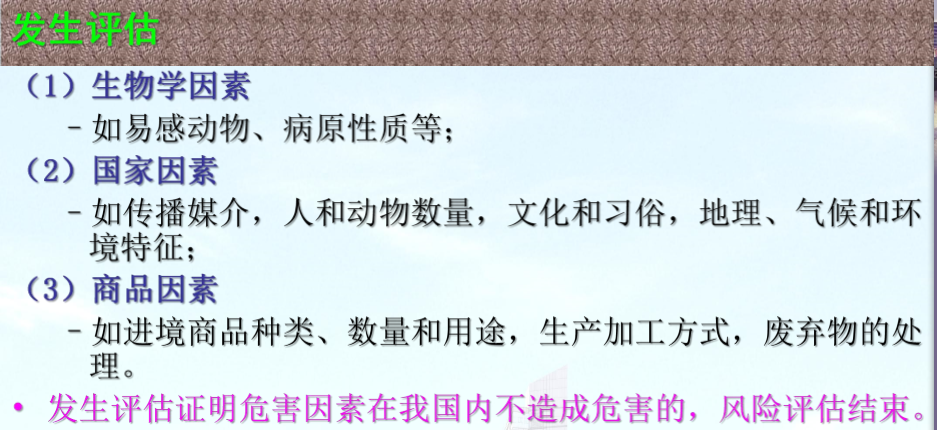 发生评估
（1）生物学因素
－如易感动物、病原性质等；
（2）国家因素
－如传播媒介，人和动物数量，文化和习俗，地理、气候和环
境特征；
（3）商品因素
－如进境商品种类、数量和用途，生产加工方式，废弃物的处
理。
• 发生评估证明危害因素在我国内不造成危害的，风险评估结束。